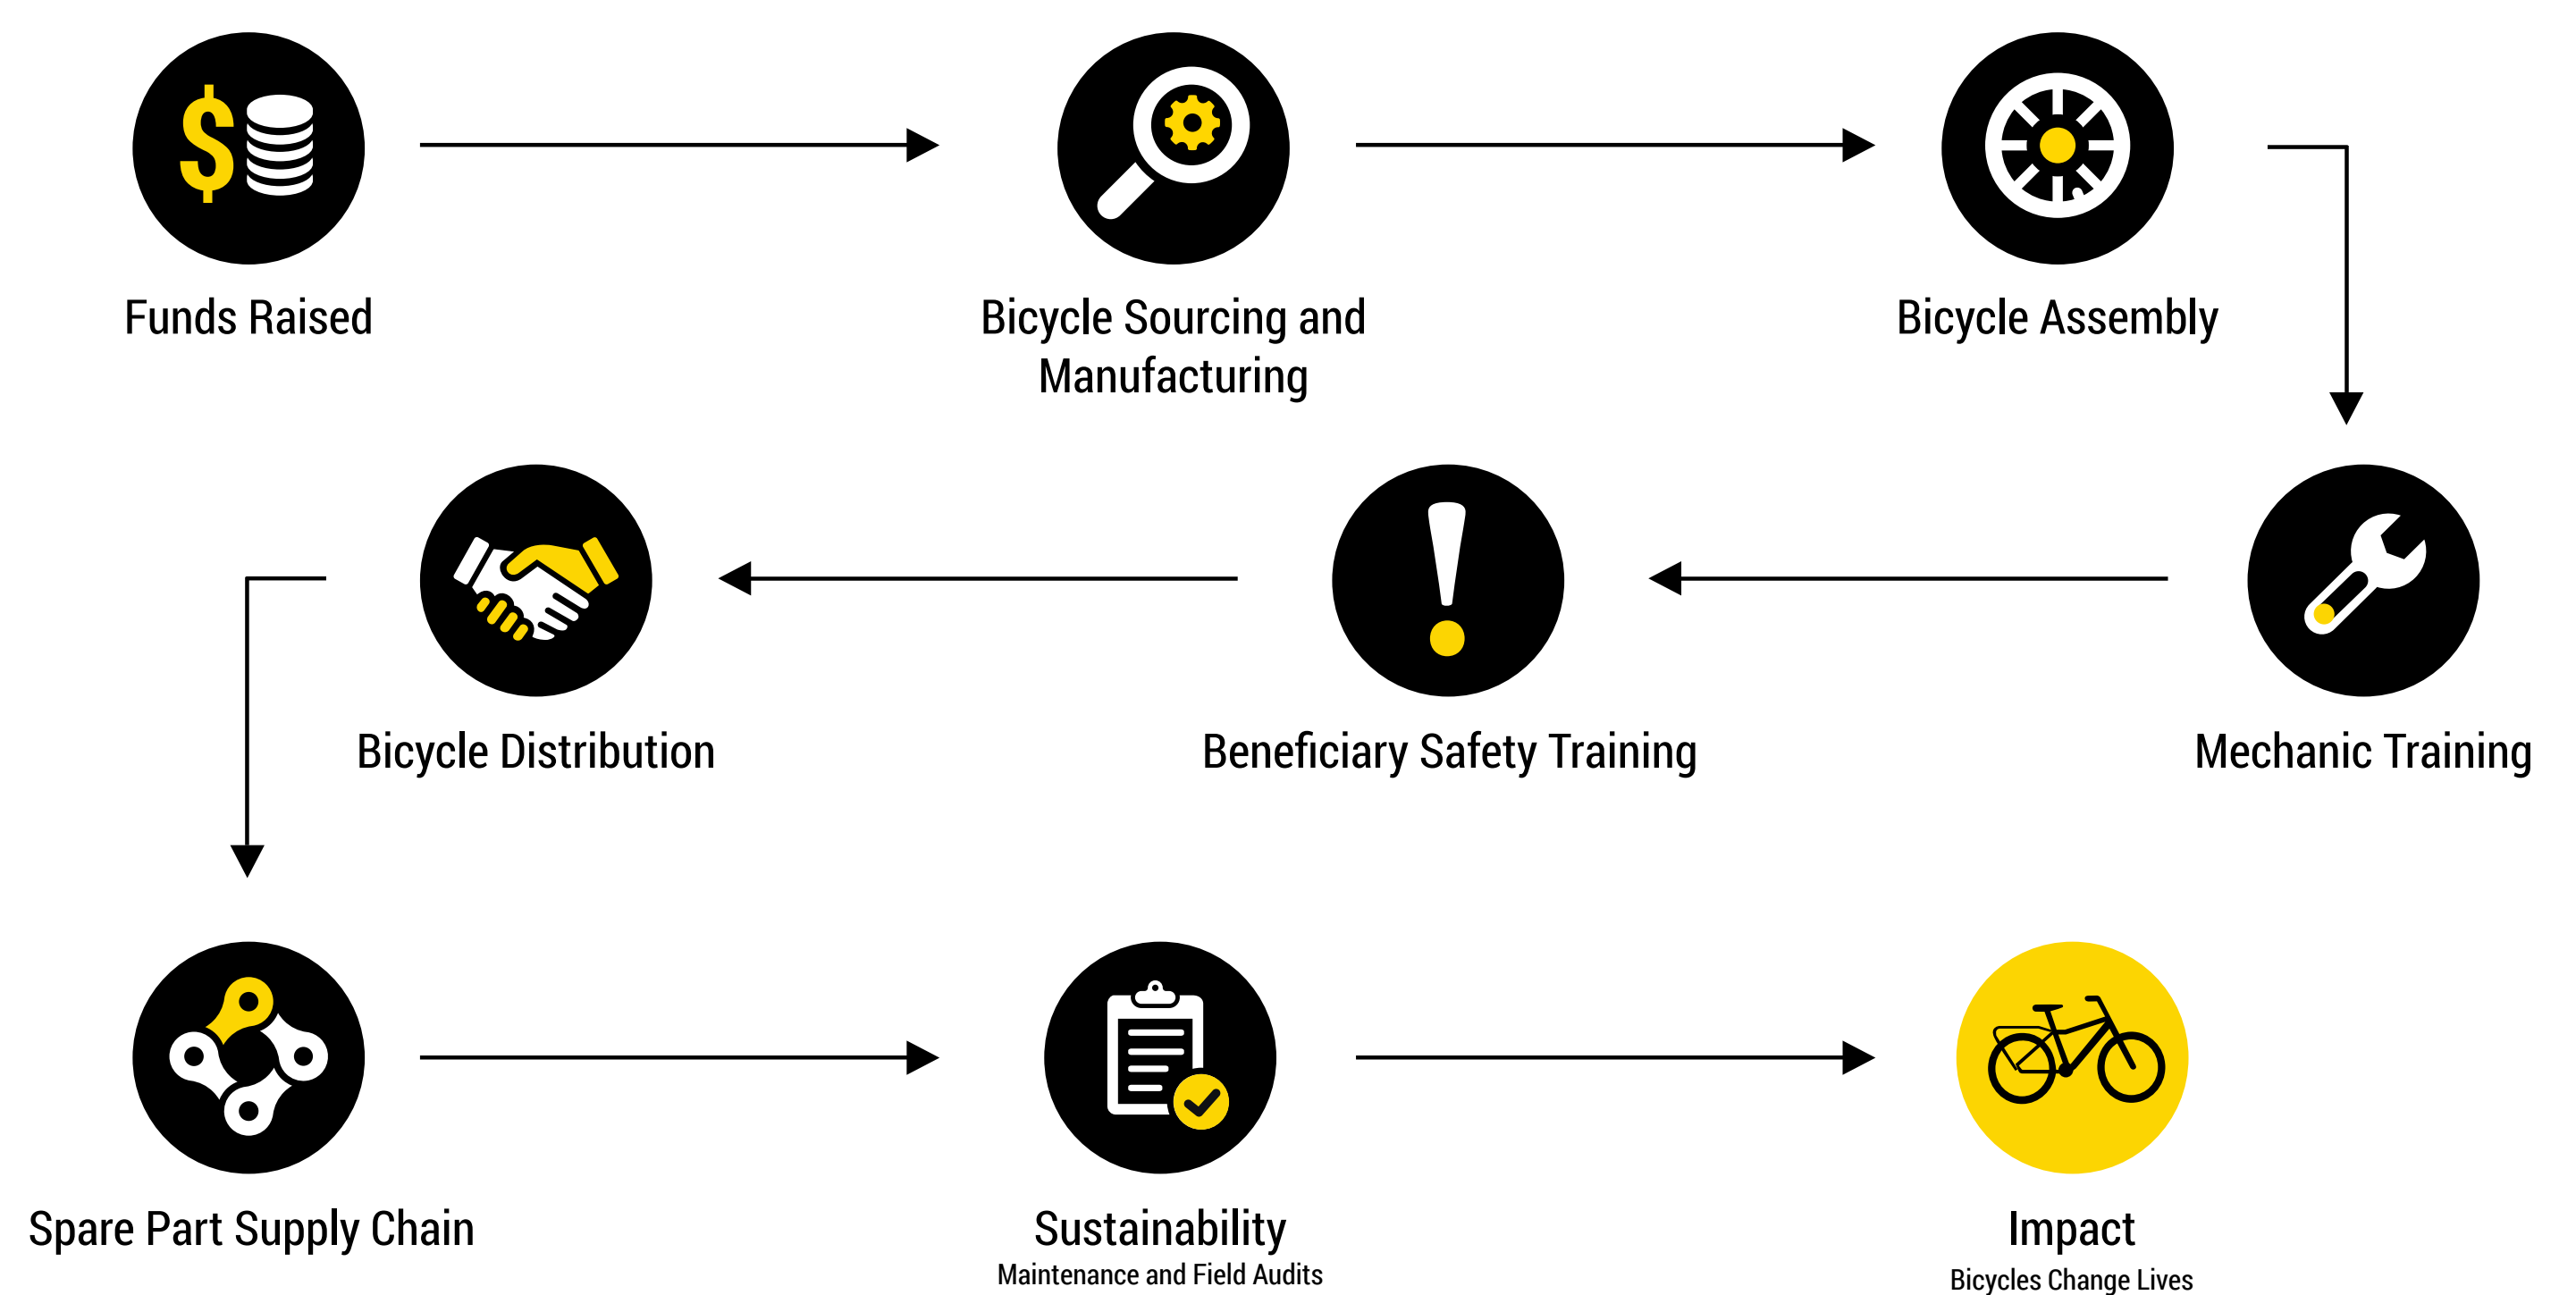 Funds Raised
Bicycle Sourcing and
Manufacturing
Bicycle Assembly
Bicycle Distribution
Beneficiary Safety Training
Mechanic Training
Spare Part Supply Chain
Sustainability
Maintenance and Field Audits
Impact
Bicycles Change Lives